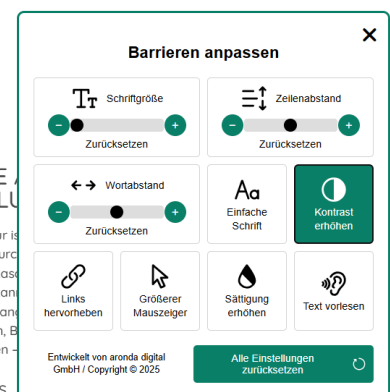 Barrieren anpassen
Schriftgröße
Zeilenabstand
Zurücksetzen
Zurücksetzen
Wortabstand
Zurücksetzen
Einfache
Schrift
Kontrast
erhöhen
Links
hervorheben
Größerer
Mauszeiger
Sättigung
erhöhen
Text vorlesen
Entwickelt von aronda digital
GmbH / Copyright © 2025
Alle Einstellungen
zurücksetzen